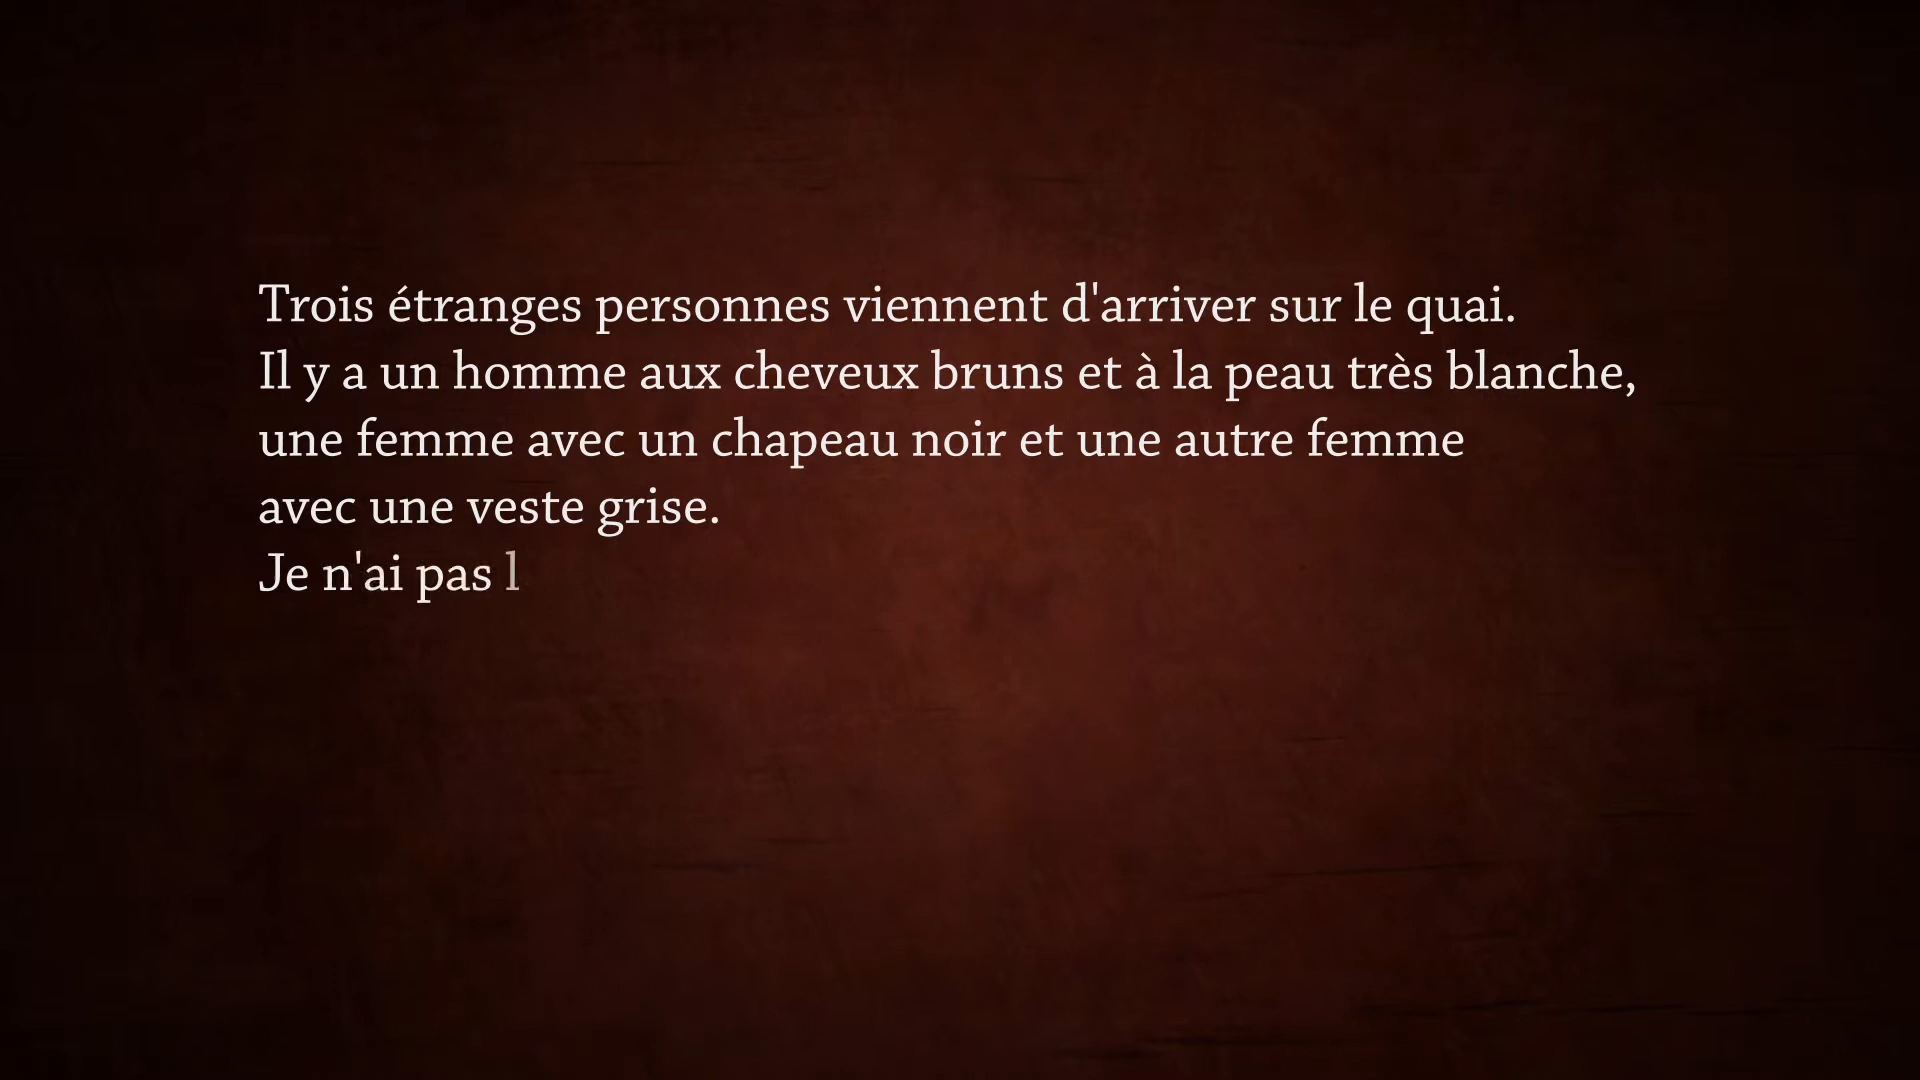 Trois étranges personnes viennent d'arriver sur le quai.
Il y a un homme aux cheveux bruns et à la peau très blanche,
une femme avec un chapeau noir et une autre femme
avec une veste grise.
Je n'ai pas l